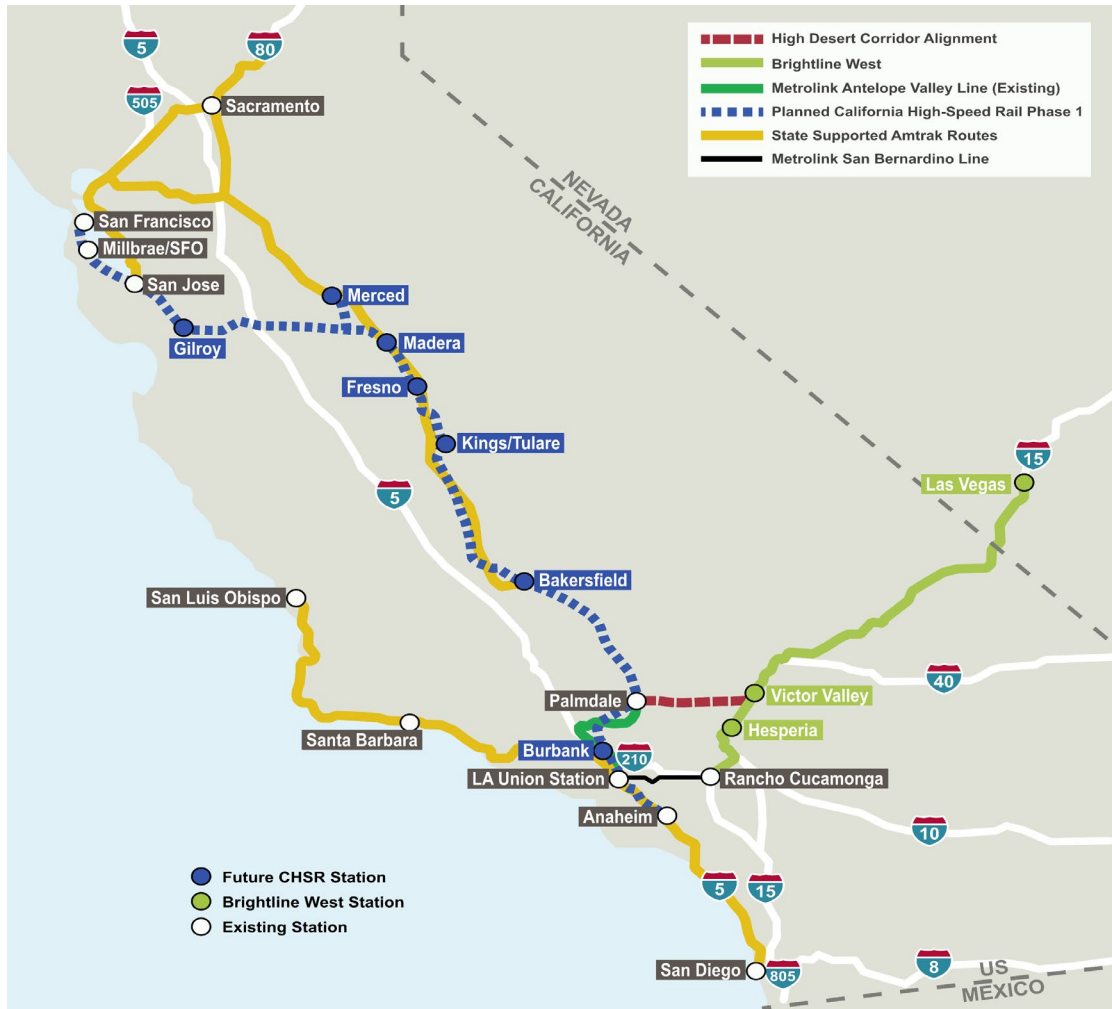 5
80
505
Sacramento
High Desert Corridor Alignment
Brightline West
Metrolink Antelope Valley Line (Existing)
Planned California High-Speed Rail Phase 1
State Supported Amtrak Routes
Metrolink San Bernardino Line
NEVADA
CALIFORNIA
San Francisco
Millbrae/SFO
San Jose
Gilroy
Merced
Madera
Fresno
Kings/Tulare
5
15
Las Vegas
Bakersfield
San Luis Obispo
40
Palmdale
Victor Valley
Hesperia
Santa Barbara
Burbank
210
LA Union Station
Rancho Cucamonga
Anaheim
10
5
15
Future CHSR Station
Brightline West Station
Existing Station
San Diego
805
8
US
MEXICO